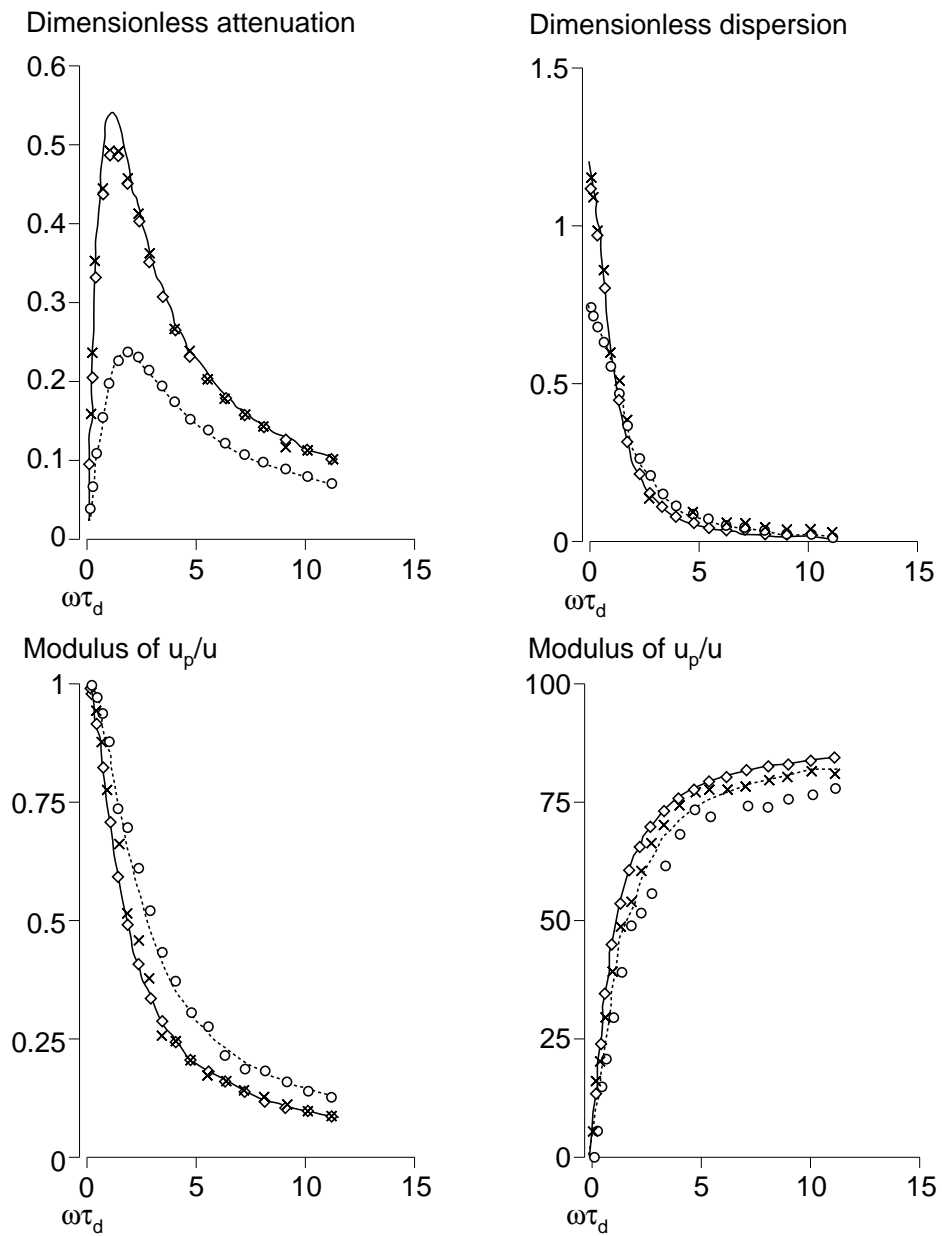 Dimensionless attenuation
0.6
0.5
0.4
0.3
0.2
0.1
0
0 5 10 15
ωτd
Dimensionless dispersion
1.5
1
0.5
0
0 5 10 15
ωτd
Modulus of up/u
1
0.75
0.5
0.25
0
0 5 10 15
ωτd
Modulus of up/u
100
75
50
25
0
0 5 10 15
ωτd